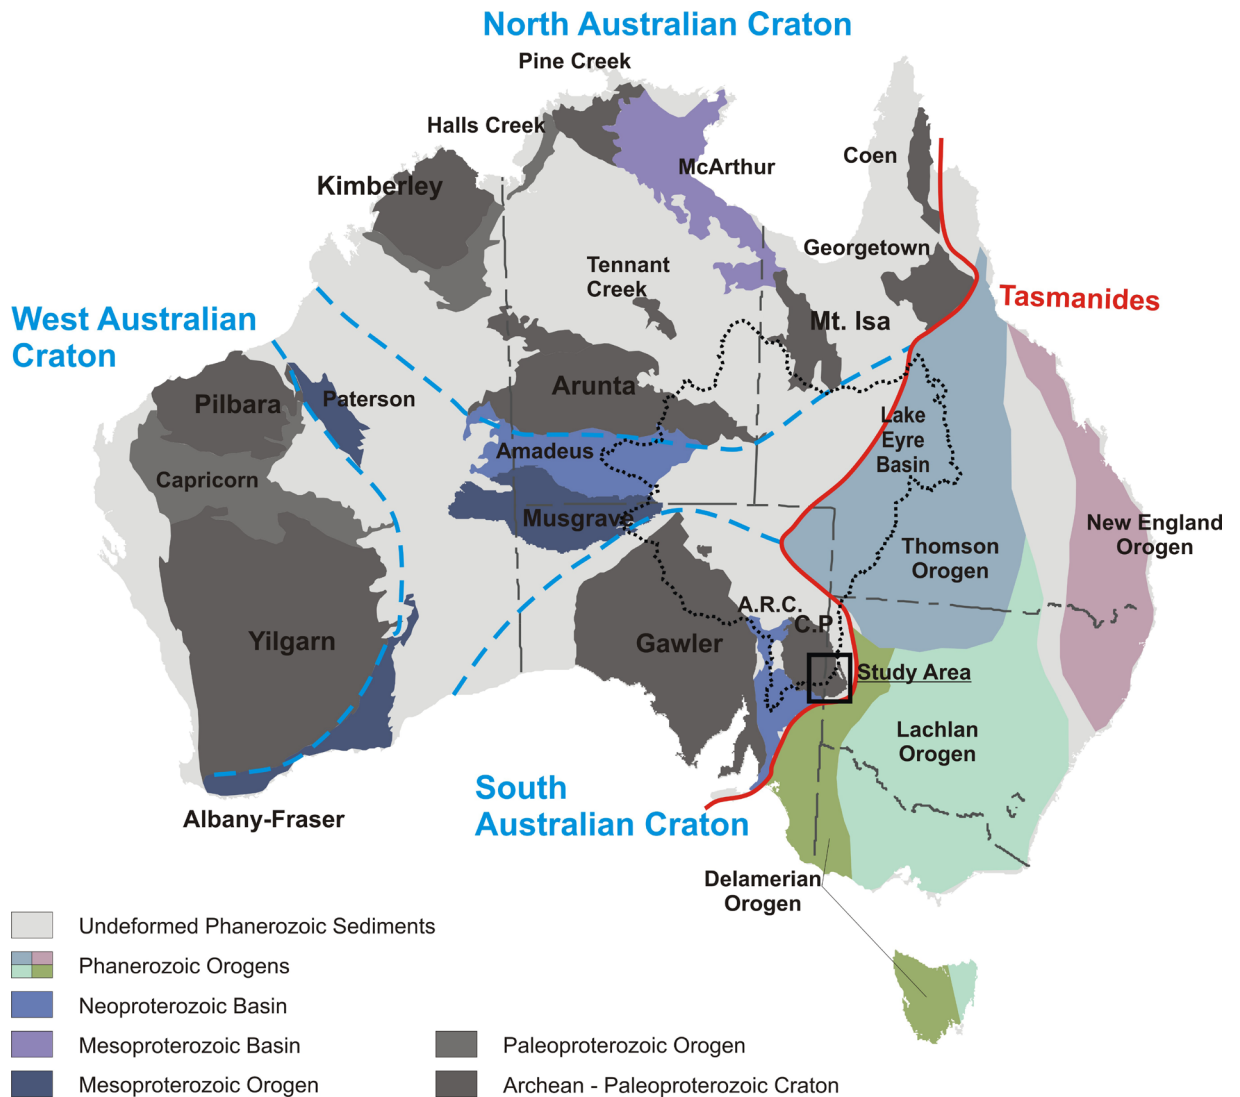 North Australian Craton
Pine Creek
Halls Creek
Kimberley
McArthur
Coen
Georgetown
Tennant
Creek
Tasmanides
West Australian
Craton
Mt. Isa
Arunta
Pilbara
Paterson
Lake
Eyre
Basin
Amadeus
Capricorn
Musgrave
New England
Orogen
Thomson
Orogen
A.R.C.
C.P
Yilgarn
Gawler
Study Area
Lachlan
Orogen
South
Australian Craton
Albany-Fraser
Delamerian
Orogen
Undeformed Phanerozoic Sediments
Phanerozoic Orogens
Neoproterozoic Basin
Mesoproterozoic Basin
Mesoproterozoic Orogen
Paleoproterozoic Orogen
Archean - Paleoproterozoic Craton